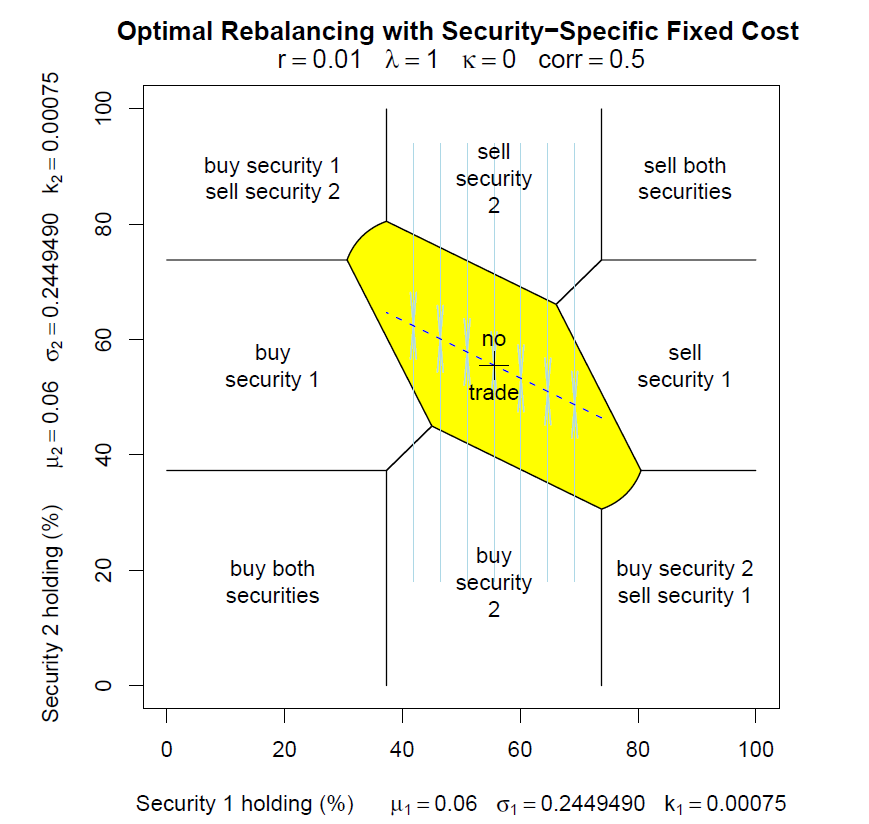 Optimal Rebalancing with Security−Specific Fixed Cost
r = 0.01 λ = 1 κ = 0 corr = 0.5
Security 2 holding (%) μ2 = 0.06 σ2 = 0.2449490 k2 = 0.00075
100
80
60
40
20
0
buy security 1
sell security 2
sell
security
2
sell both
securities
buy
security 1
no
trade
sell
security 1
buy both
securities
buy
security
2
buy security 2
sell security 1
0 20 40 60 80 100
Security 1 holding (%) μ1 = 0.06 σ1 = 0.2449490 k1 = 0.00075